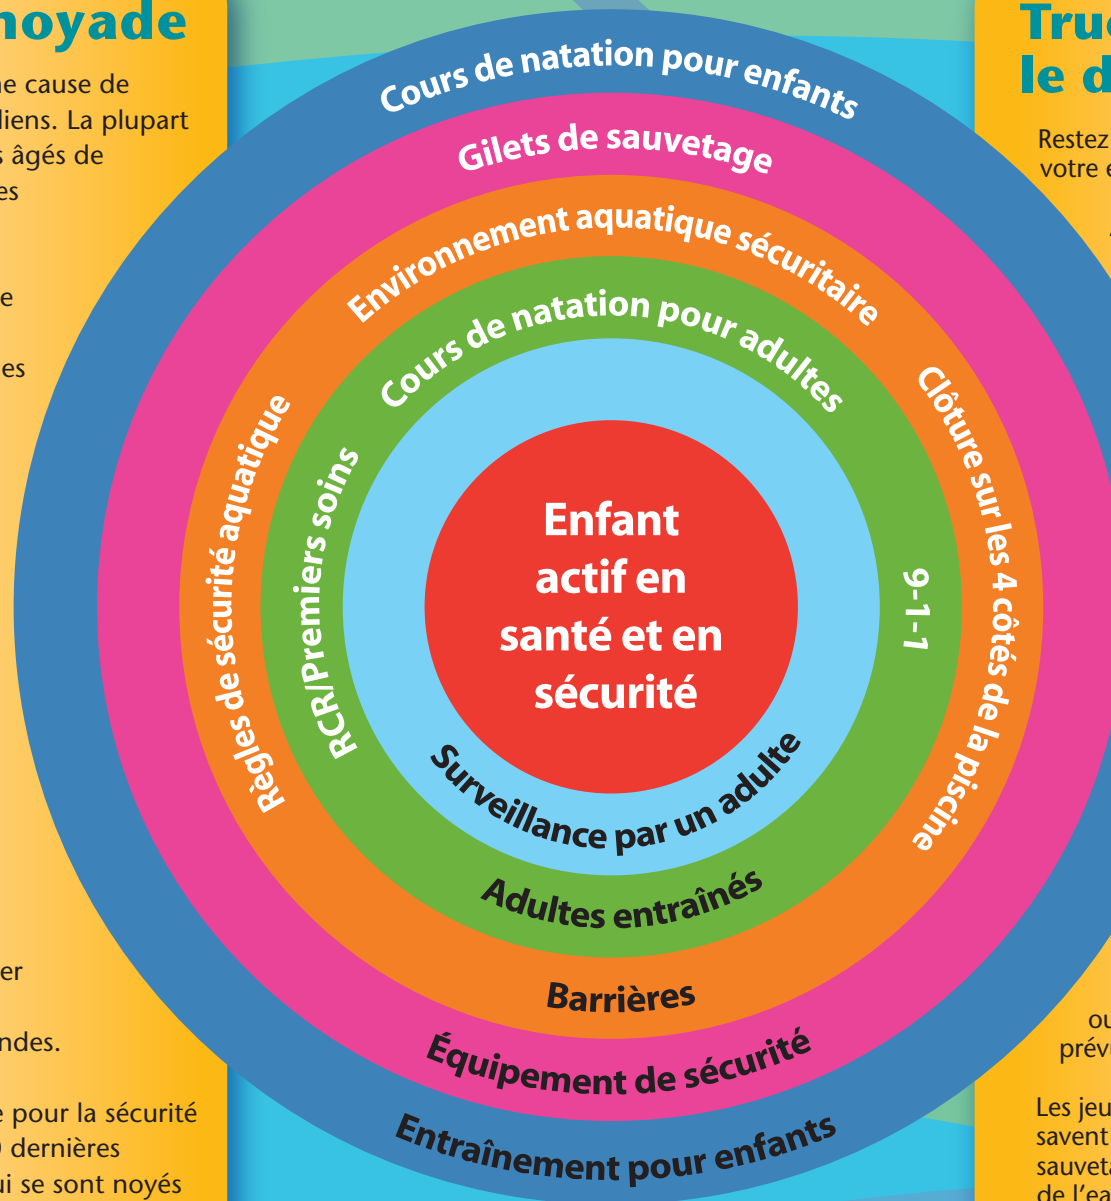 noyade
ne cause de
diens. La plupart
s âgés de
es
e
es
er
ndes.
e pour la sécurité
dernières
ui se sont noyés
Cours de natation pour enfants
Gilets de sauvetage
Environnement aquatique sécuritaire
Cours de natation pour adultes
Règles de sécurité aquatique
RCR/Premiers soins
9-1-1
Clôture sur les 4 côtés de la piscine
Enfant
actif en
santé et en
sécurité
Surveillance par un adulte
Adultes entraînés
Barrières
Équipement de sécurité
Entraînement pour enfants
Truc
le d
Restez
votre e
ou
prévu
Les jeu
savent
sauveta
de l'eau